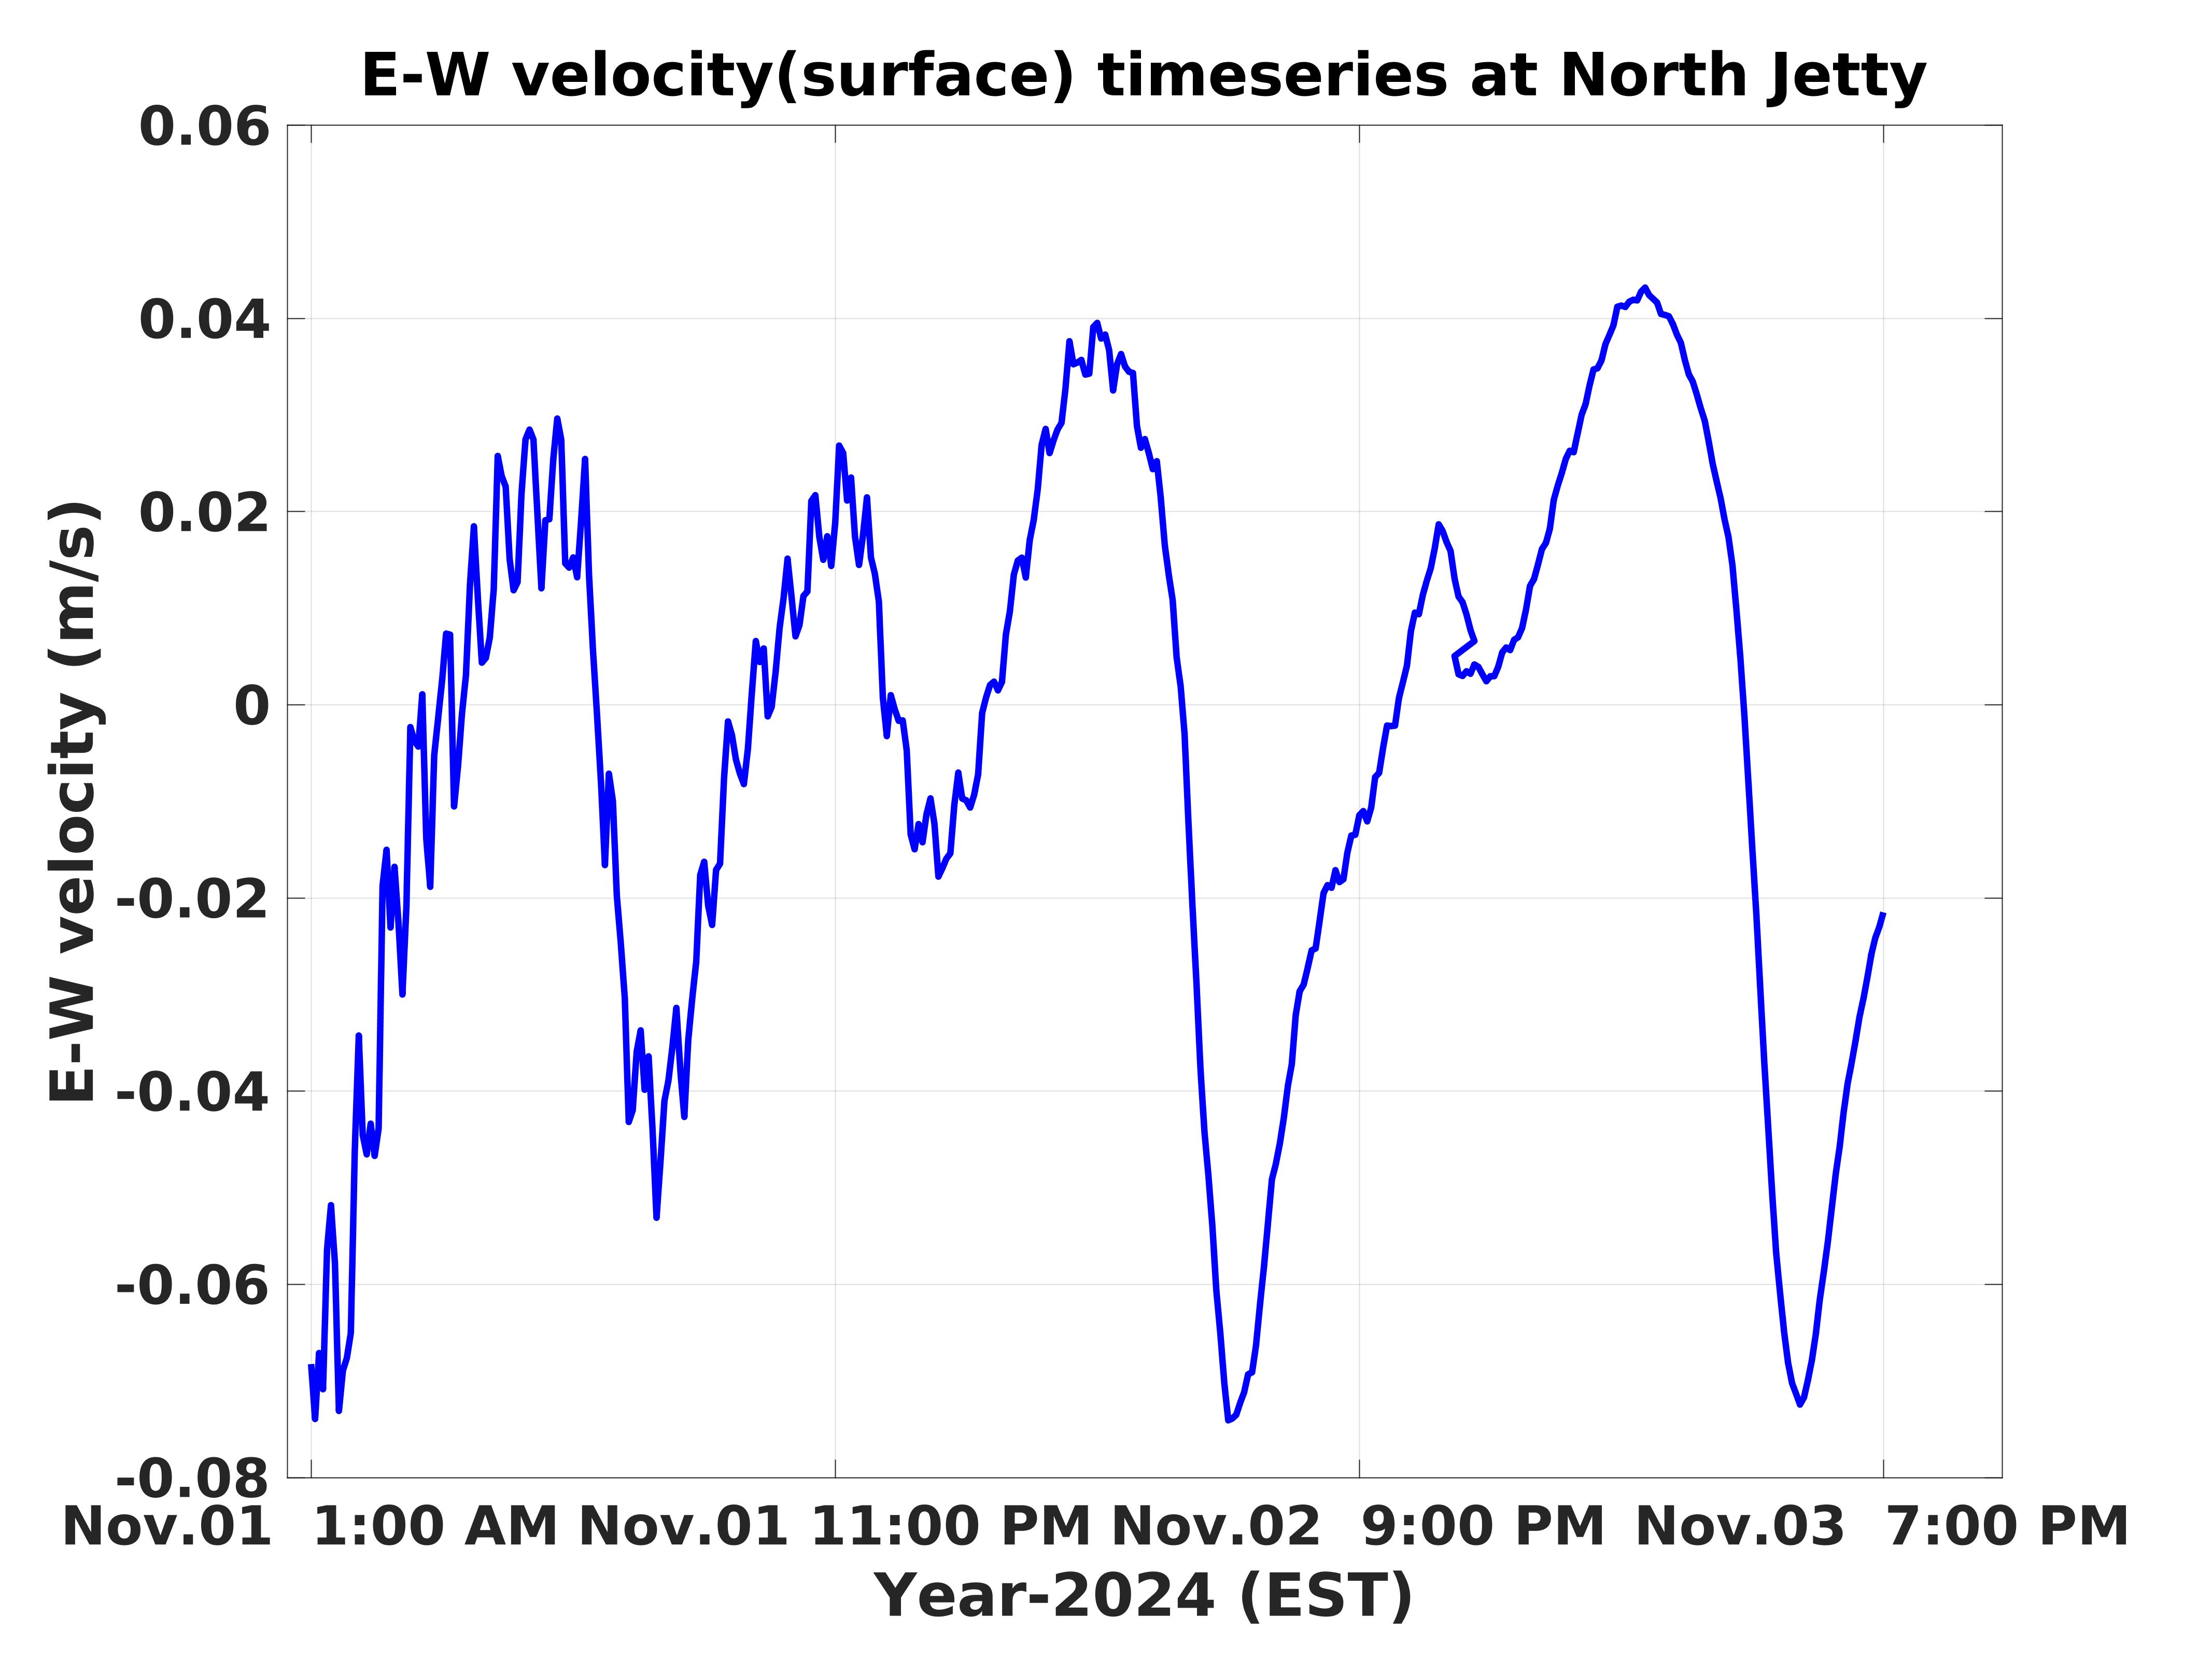 E-W velocity(surface) timeseries at North Jetty
E-W velocity (m/s)
0.06
0.04
0.02
0
-0.02
-0.04
-0.06
-0.08
Nov.01 1:00 AM Nov.01 11:00 PM Nov.02 9:00 PM Nov.03 7:00 PM
Year-2024 (EST)